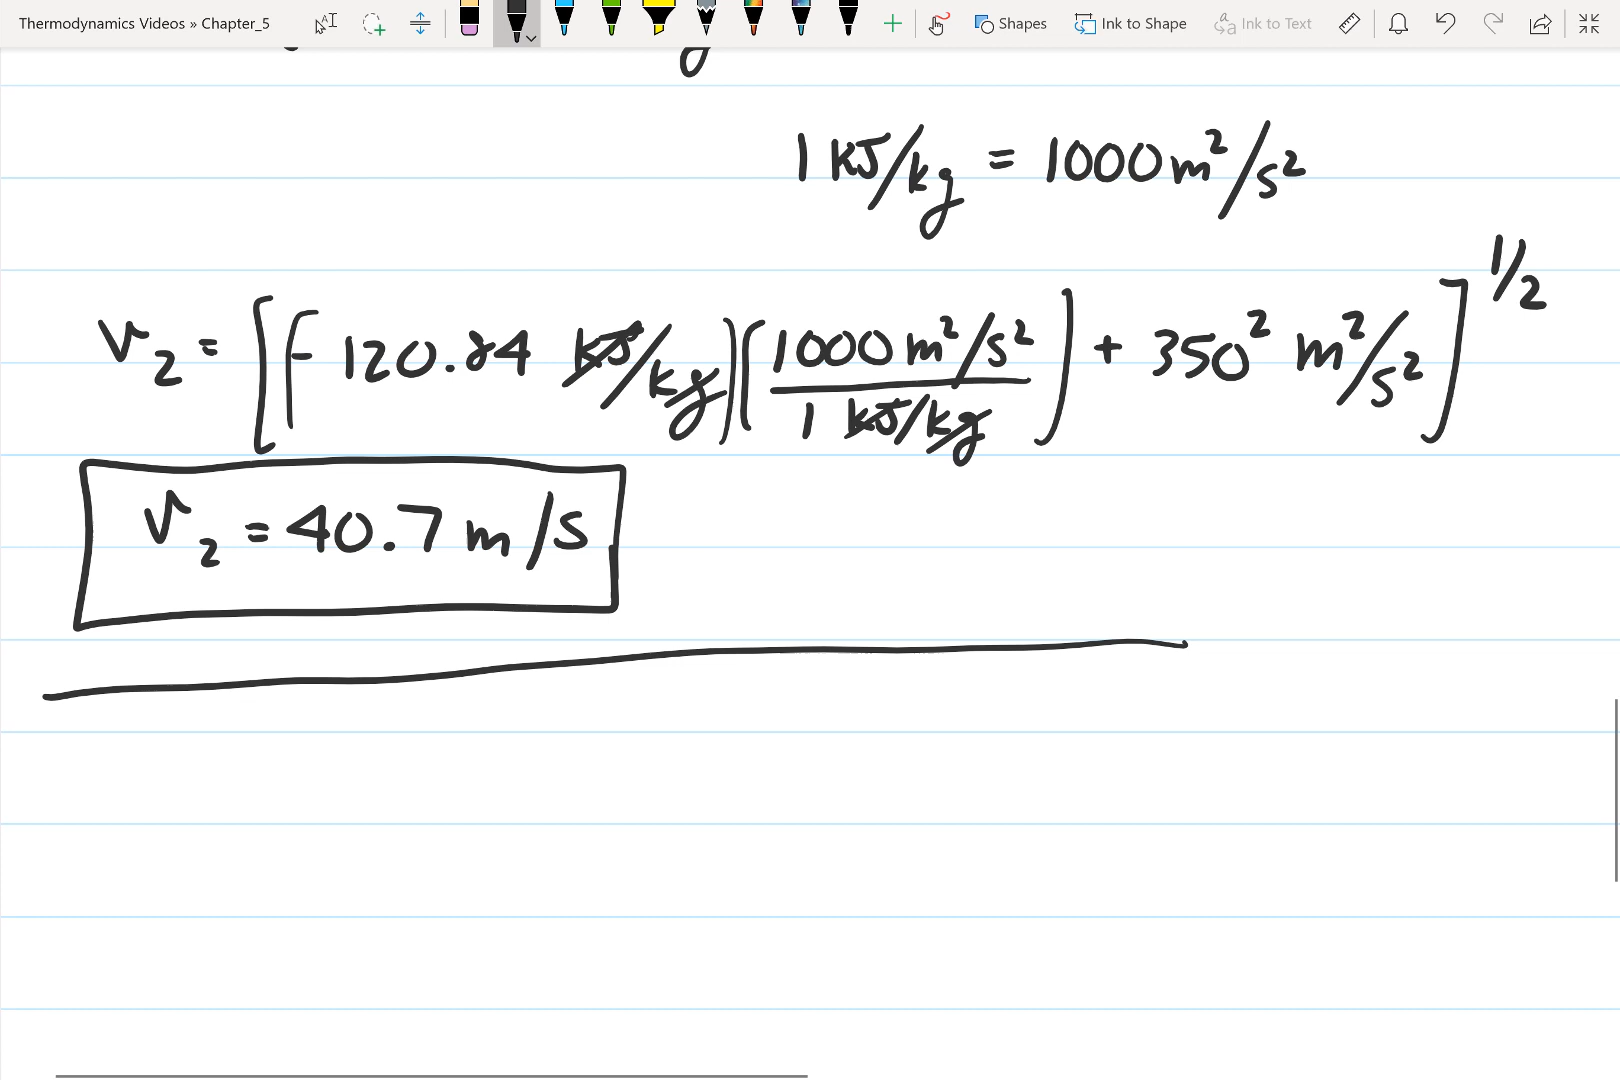 Thermodynamics Videos » Chapter_5 Shapes Ink to Shape Ink to Text
1 kJ/kg = 1000 m²/s²
V₂ = [(-120.84 kJ/kg)(1000 m²/s² / 1 kJ/kg) + 350² m²/s²]^1/2
V₂ = 40.7 m/s